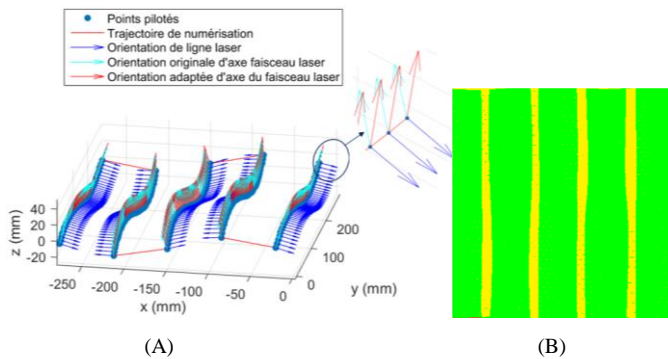 Points pilotés
Trajectoire de numérisation
Orientation de ligne laser
Orientation originale d'axe faisceau laser
Orientation adaptée d'axe du faisceau laser
40
20
0
-20
z (mm)
-250
-200
-150
-100
-50
0
x (mm)
0
100
200
y (mm)
(A)
(B)